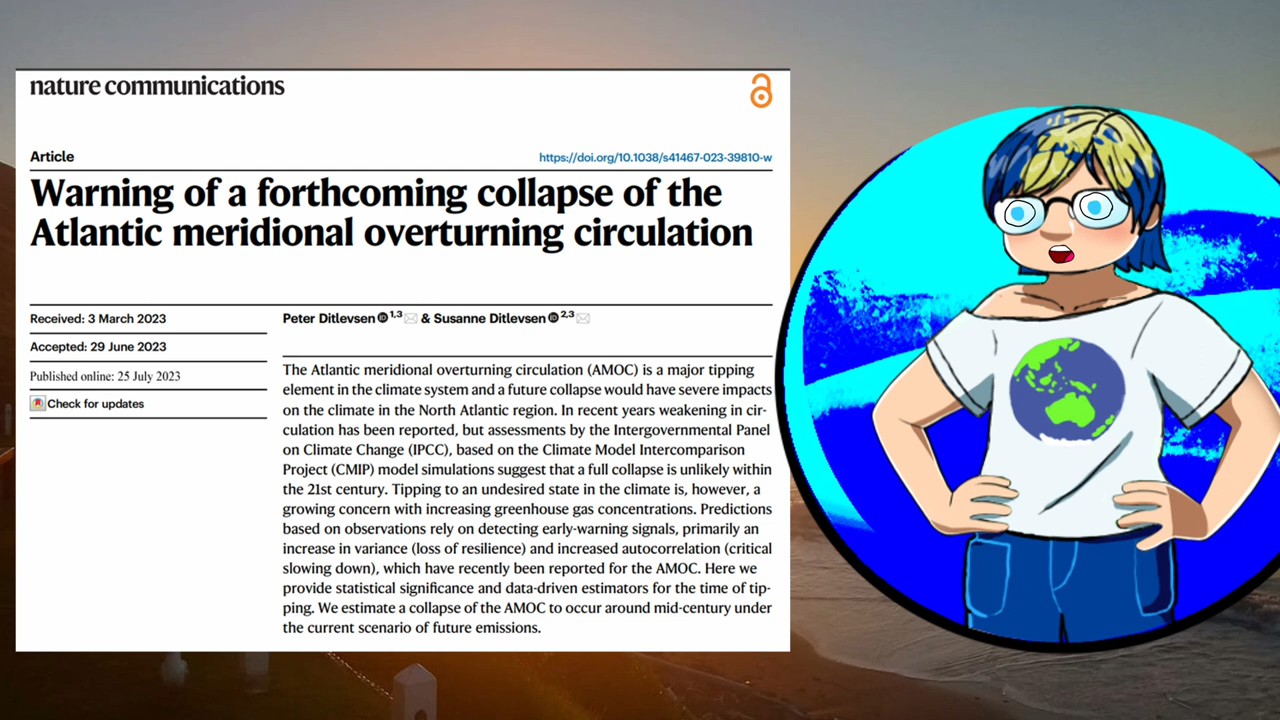 nature communications
Article
https://doi.org/10.1038/s41467-023-39810-w
Warning of a forthcoming collapse of the
Atlantic meridional overturning circulation
Received: 3 March 2023
Accepted: 29 June 2023
Published online: 25 July 2023
Check for updates
Peter Ditlevsen 1,3 & Susanne Ditlevsen 2,3
The Atlantic meridional overturning circulation (AMOC) is a major tipping
element in the climate system and a future collapse would have severe impacts
on the climate in the North Atlantic region. In recent years weakening in cir-
culation has been reported, but assessments by the Intergovernmental Panel
on Climate Change (IPCC), based on the Climate Model Intercomparison
Project (CMIP) model simulations suggest that a full collapse is unlikely within
the 21st century. Tipping to an undesired state in the climate is, however, a
growing concern with increasing greenhouse gas concentrations. Predictions
based on observations rely on detecting early-warning signals, primarily an
increase in variance (loss of resilience) and increased autocorrelation (critical
slowing down), which have recently been reported for the AMOC. Here we
provide statistical significance and data-driven estimators for the time of tip-
ping. We estimate a collapse of the AMOC to occur around mid-century under
the current scenario of future emissions.